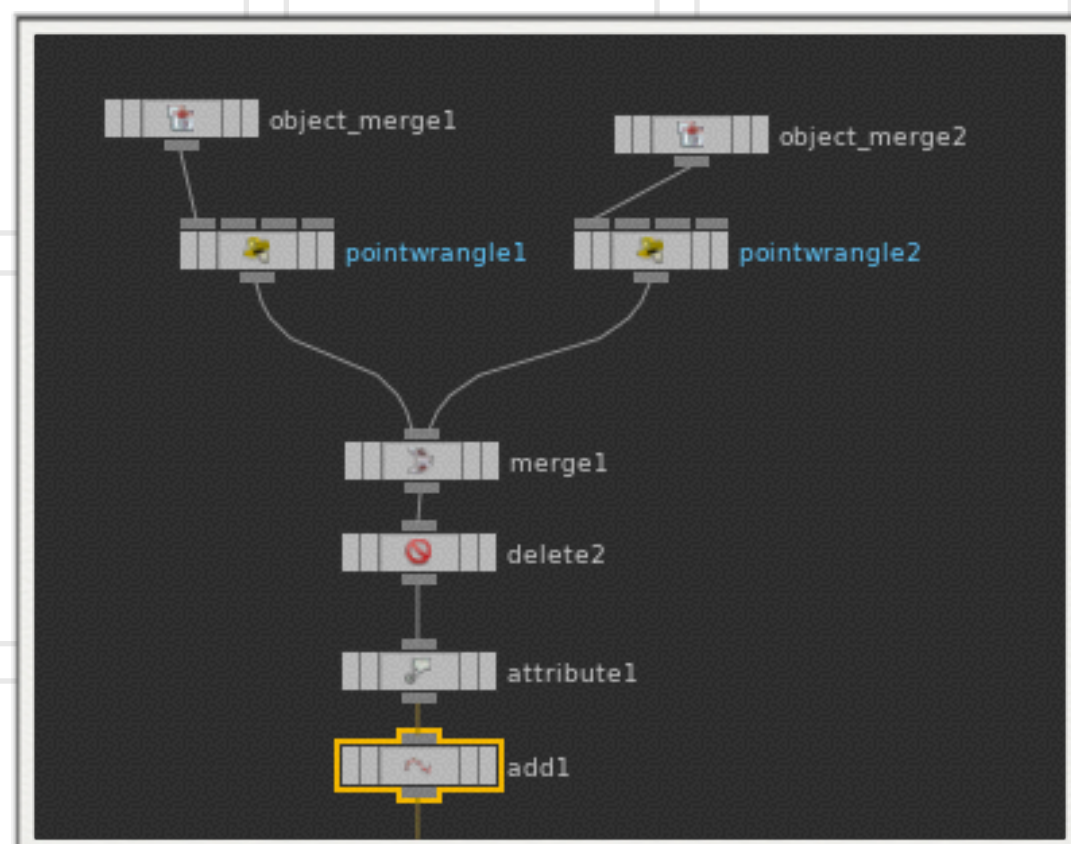 object_merge1
object_merge2
pointwrangle1
pointwrangle2
merge1
delete2
attribute1
add1